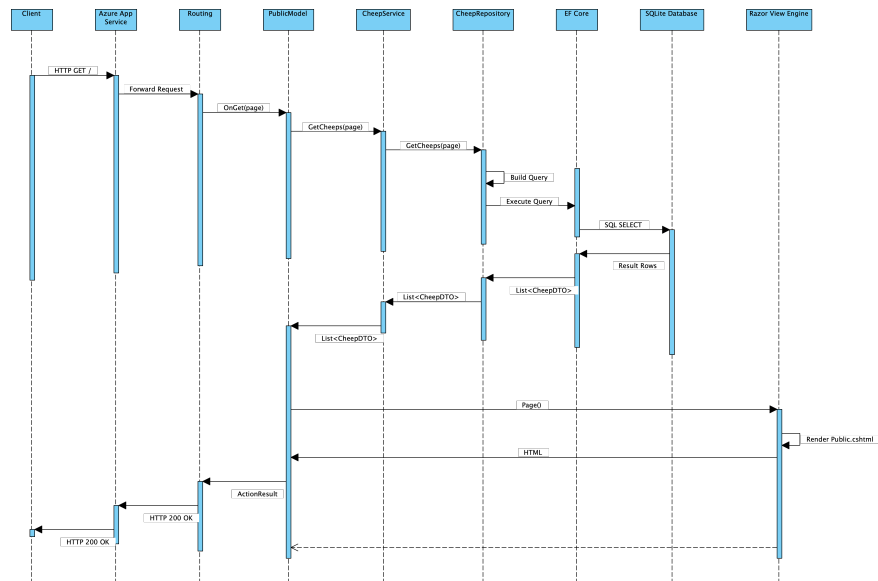 Client
Azure App
Service
Routing
PublicModel
CheepService
CheepRepository
EF Core
SQLite Database
Razor View Engine
HTTP GET /
Forward Request
OnGet(page)
GetCheeps(page)
GetCheeps(page)
Build Query
Execute Query
SQL SELECT
Result Rows
List<CheepDTO>
List<CheepDTO>
List<CheepDTO>
Page()
Render Public.cshtml
HTML
ActionResult
HTTP 200 OK
HTTP 200 OK